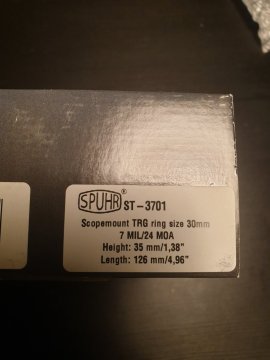 SPUHR® ST-3701
Scopemount TRG ring size 30mm
7 MIL/24 MOA
Height: 35 mm/1,38"
Length: 126 mm/4,96"